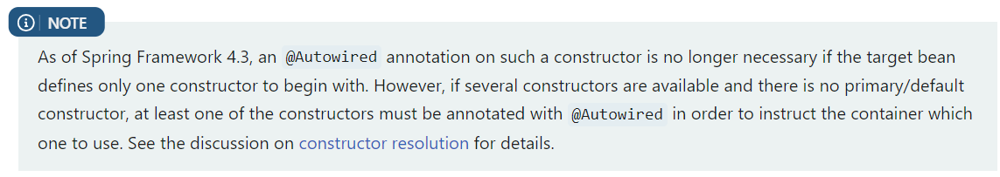 NOTE
As of Spring Framework 4.3, an @Autowired annotation on such a constructor is no longer necessary if the target bean
defines only one constructor to begin with. However, if several constructors are available and there is no primary/default
constructor, at least one of the constructors must be annotated with @Autowired in order to instruct the container which
one to use. See the discussion on constructor resolution for details.